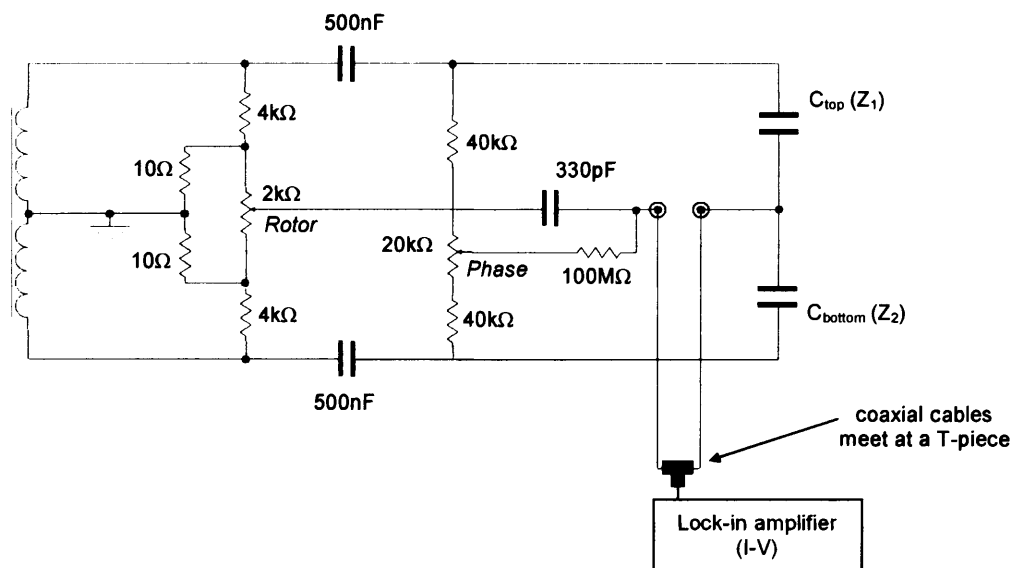 500nF
4kΩ
C_top (Z₁)
10Ω
40kΩ
330pF
2kΩ
Rotor
10Ω
20kΩ
Phase
100MΩ
4kΩ
40kΩ
C_bottom (Z₂)
500nF
coaxial cables
meet at a T-piece
Lock-in amplifier
(I-V)